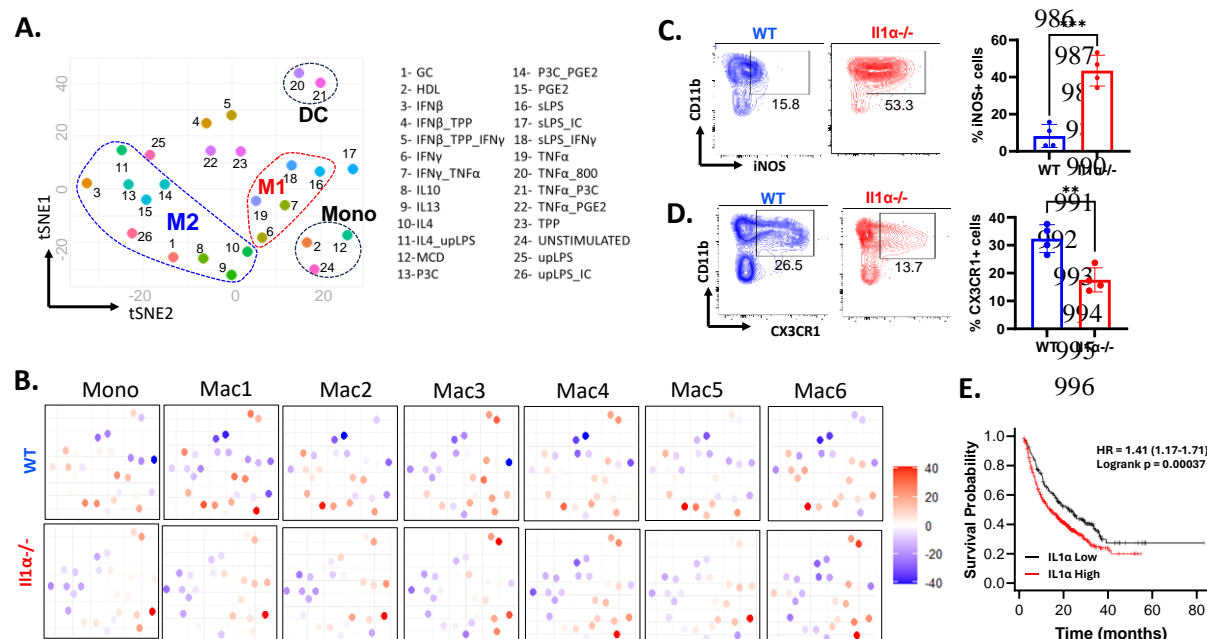 A.
tSNE1
40
20
0
-20
-20
0
20
tSNE2
20
21
DC
5
4
25
22
23
11
3
13
14
15
M2
26
1
8
10
9
M1
18
16
17
19
7
6
Mono
2
12
24
1- GC
2- HDL
3- IFNβ
4- IFNβ_TPP
5- IFNβ_TPP_IFNγ
6- IFNγ
7- IFNγ_TNFα
8- IL10
9- IL13
10- IL4
11- IL4_upLPS
12- MCD
13- P3C
14- P3C_PGE2
15- PGE2
16- sLPS
17- sLPS_IC
18- sLPS_IFNγ
19- TNFα
20- TNFα_800
21- TNFα_P3C
22- TNFα_PGE2
23- TPP
24- UNSTIMULATED
25- upLPS
26- upLPS_IC
B.
Mono Mac1 Mac2 Mac3 Mac4 Mac5 Mac6
WT
Il1α-/-
40
20
0
-20
-40
C.
WT Il1α-/-
CD11b
15.8
53.3
iNOS
% iNOS+ cells
60
40
20
0
***
WT Il1α-/-
D.
WT Il1α-/-
CD11b
26.5
13.7
CX3CR1
% CX3CR1+ cells
40
30
20
10
0
**
WT Il1α-/-
986
987
990
991
992
993
994
995
996
E.
Survival Probability
1.0
0.8
0.6
0.4
0.2
0.0
HR = 1.41 (1.17-1.71)
Logrank p = 0.00037
IL1α Low
IL1α High
0 20 40 60 80
Time (months)